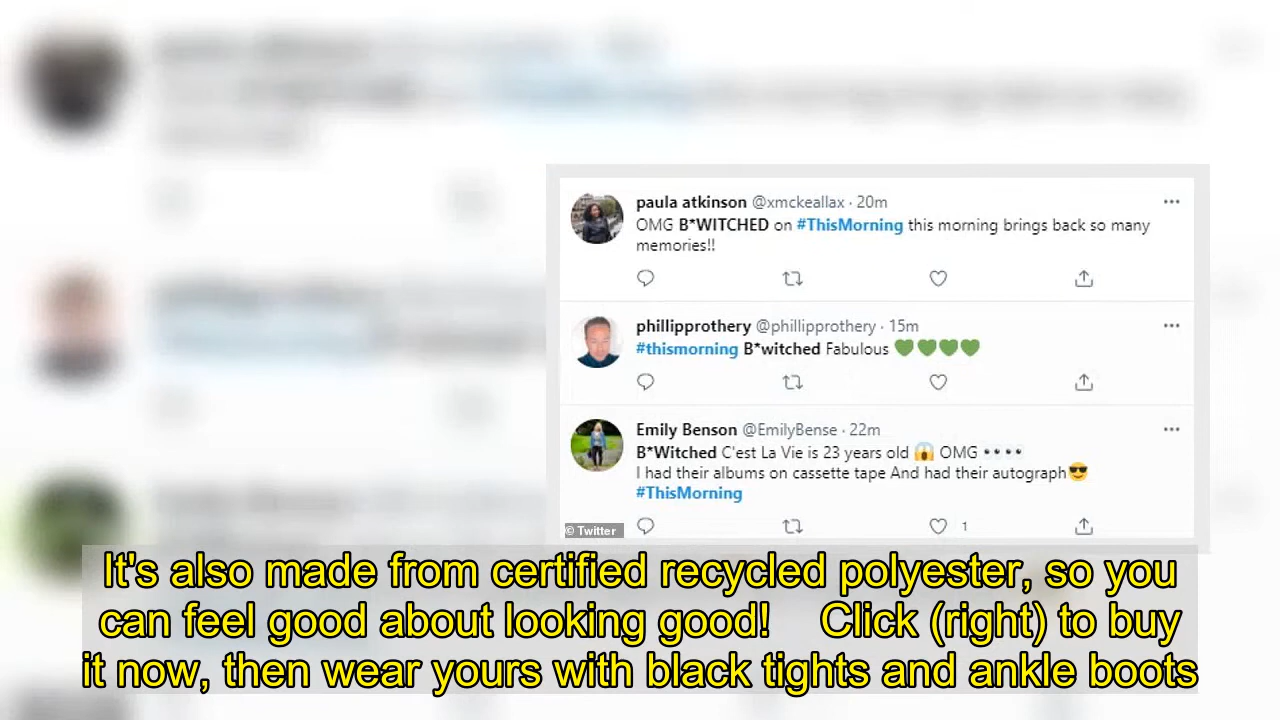 paula atkinson @xmckeallax · 20m
OMG B*WITCHED on #ThisMorning this morning brings back so many
memories!!
phillipprothery @phillipprothery · 15m
#thismorning B*witched Fabulous 💚💚💚💚
Emily Benson @EmilyBense · 22m
B*Witched C'est La Vie is 23 years old 😱 OMG 👀👀
I had their albums on cassette tape And had their autograph😎
#ThisMorning
1
© Twitter
It's also made from certified recycled polyester, so you
can feel good about looking good! Click (right) to buy
it now, then wear yours with black tights and ankle boots